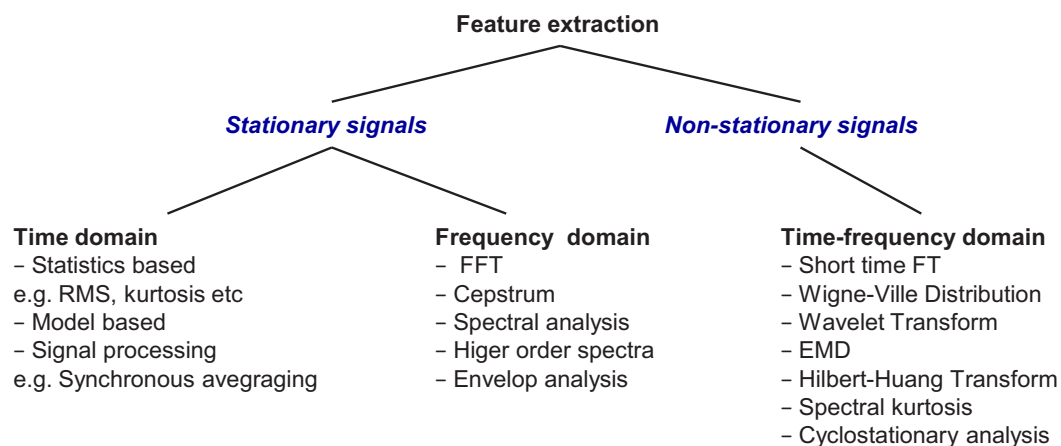 Feature extraction
Stationary signals
Non-stationary signals
Time domain
– Statistics based
e.g. RMS, kurtosis etc
– Model based
– Signal processing
e.g. Synchronous avegraging
Frequency domain
– FFT
– Cepstrum
– Spectral analysis
– Higer order spectra
– Envelop analysis
Time-frequency domain
– Short time FT
– Wigne-Ville Distribution
– Wavelet Transform
– EMD
– Hilbert-Huang Transform
– Spectral kurtosis
– Cyclostationary analysis